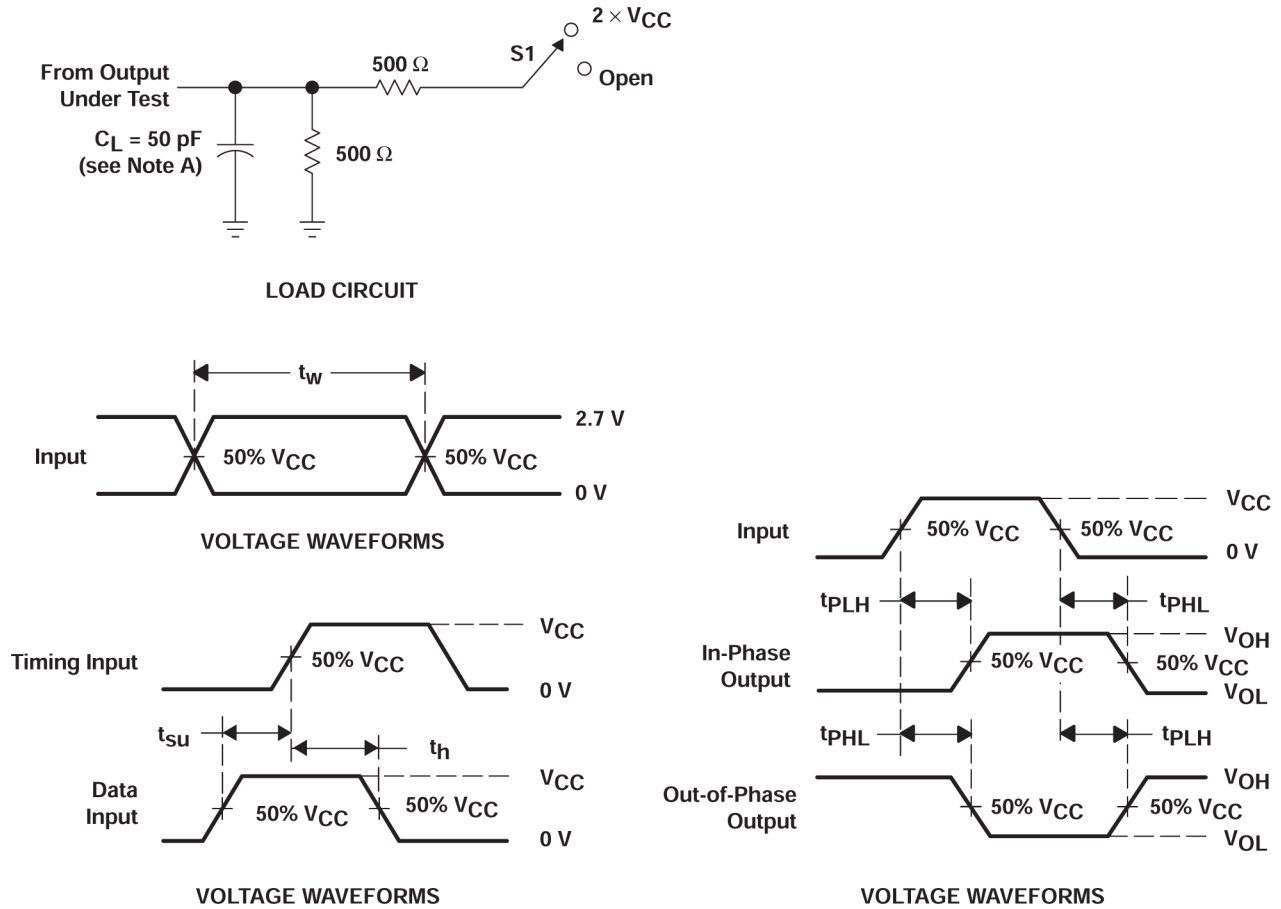 2 × VCC
S1
Open
500 Ω
From Output
Under Test
CL = 50 pF
(see Note A)
500 Ω
LOAD CIRCUIT
tw
2.7 V
Input
50% VCC
50% VCC
0 V
VOLTAGE WAVEFORMS
Timing Input
VCC
50% VCC
0 V
tsu
th
Data
Input
VCC
50% VCC
50% VCC
0 V
VOLTAGE WAVEFORMS
Input
VCC
50% VCC
50% VCC
0 V
tPLH
tPHL
In-Phase
Output
VOH
50% VCC
50% VCC
VOL
tPHL
tPLH
Out-of-Phase
Output
VOH
50% VCC
50% VCC
VOL
VOLTAGE WAVEFORMS